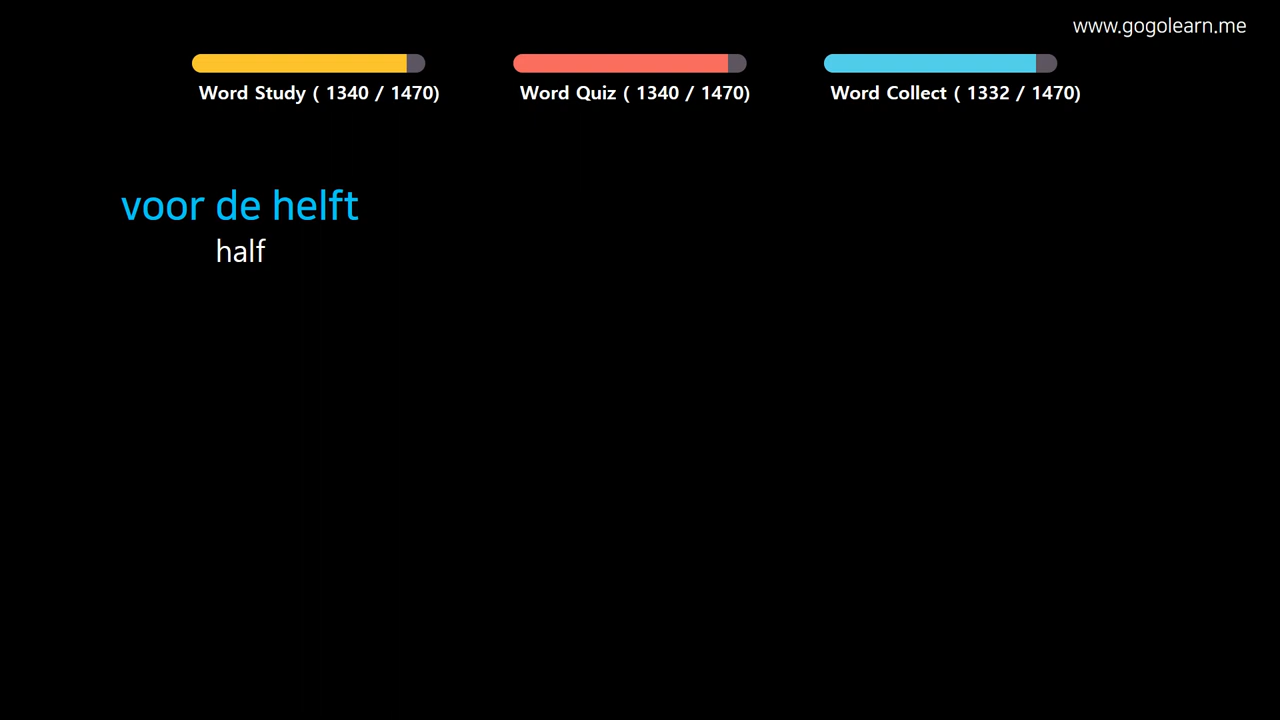 www.gogolearn.me
Word Study ( 1340 / 1470)
Word Quiz ( 1340 / 1470)
Word Collect ( 1332 / 1470)
voor de helft
half